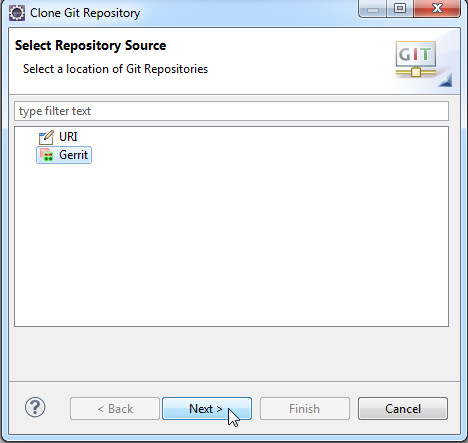 Clone Git Repository
Select Repository Source
Select a location of Git Repositories
GIT
type filter text
URI
Gerrit
?
< Back
Next >
Finish
Cancel